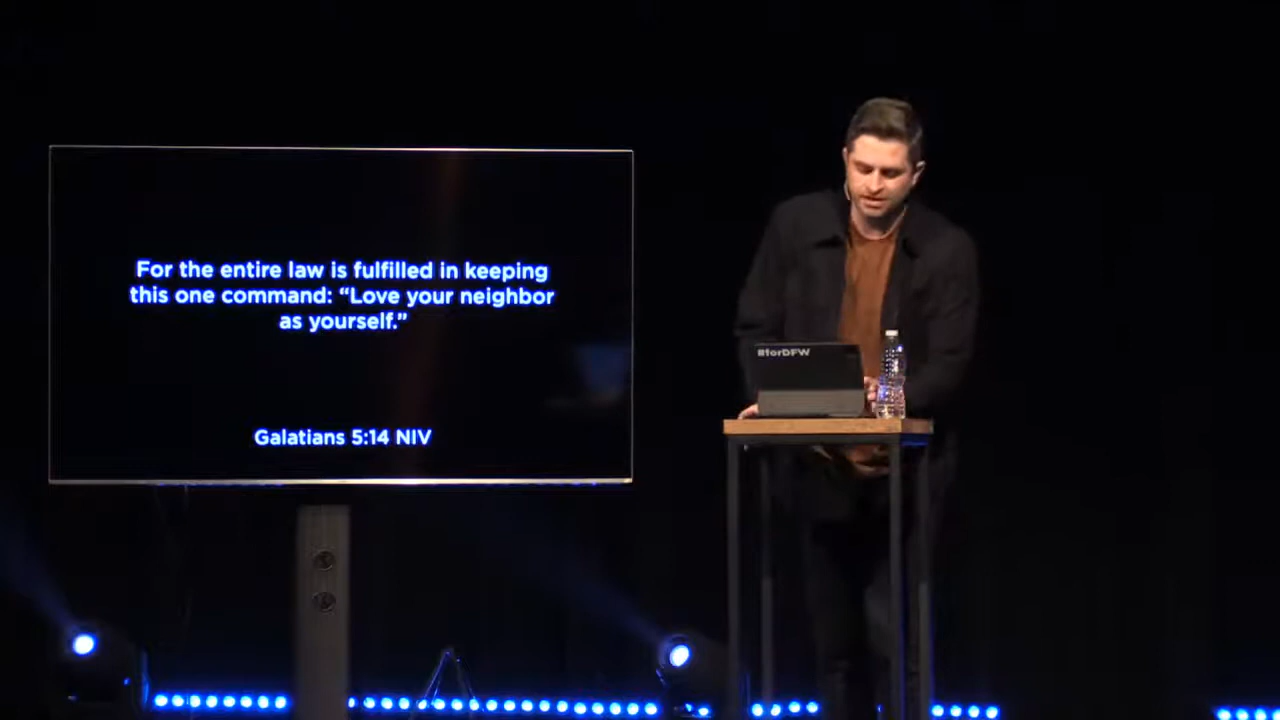 For the entire law is fulfilled in keeping
this one command: “Love your neighbor
as yourself.”
Galatians 5:14 NIV
#forDFW